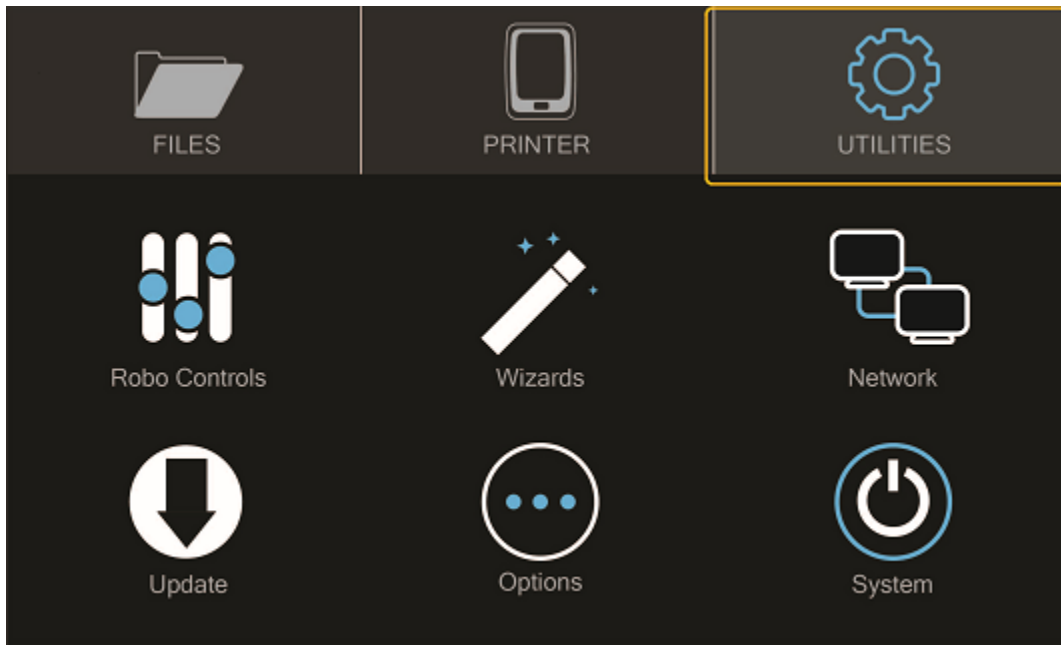 FILES
PRINTER
UTILITIES
Robo Controls
Wizards
Network
Update
Options
System